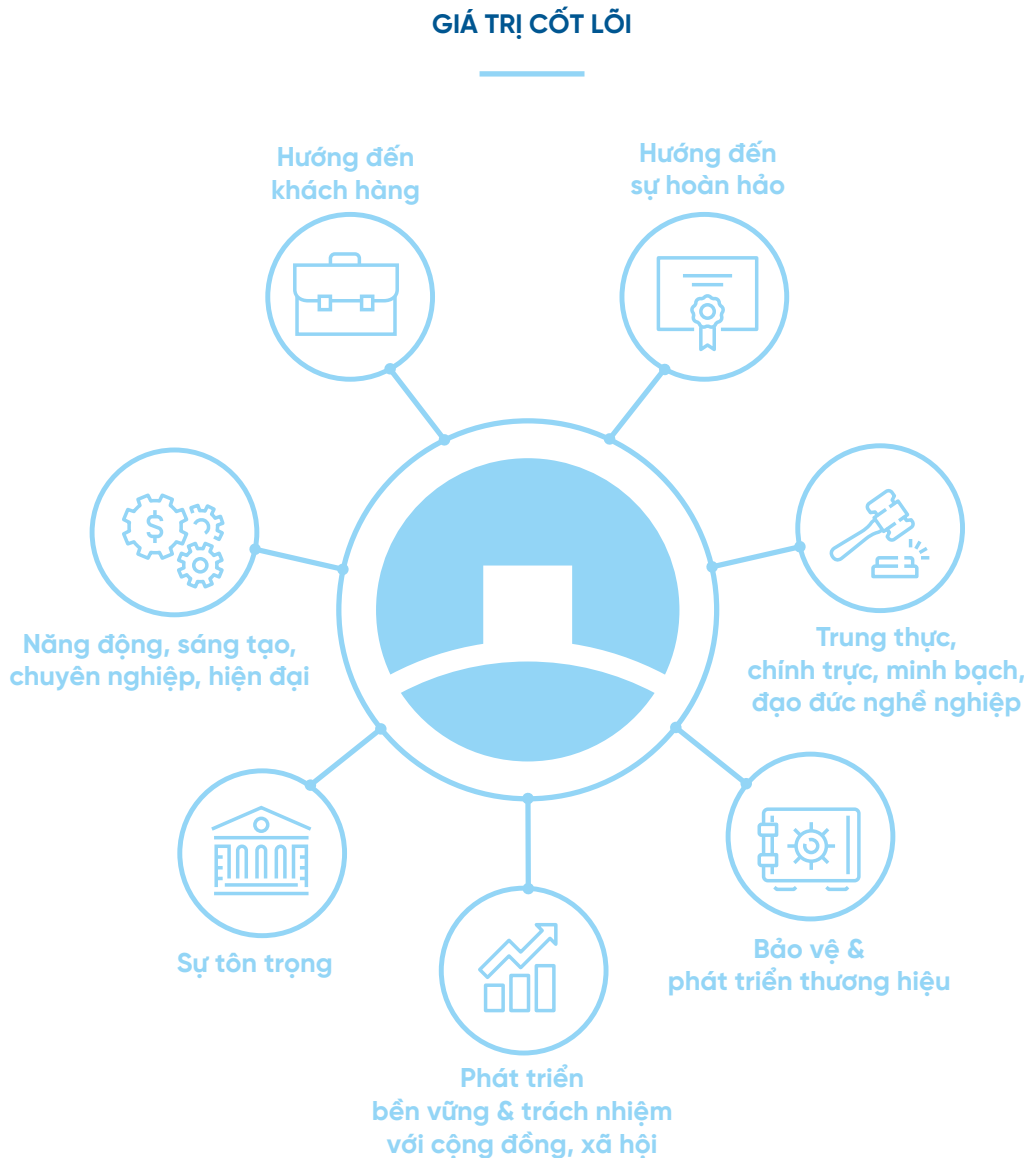 GIÁ TRỊ CỐT LÕI
Hướng đến
khách hàng
Hướng đến
sự hoàn hảo
$
Năng động, sáng tạo,
chuyên nghiệp, hiện đại
Trung thực,
chính trực, minh bạch,
đạo đức nghề nghiệp
Sự tôn trọng
Bảo vệ &
phát triển thương hiệu
Phát triển
bền vững & trách nhiệm
với cộng đồng, xã hội